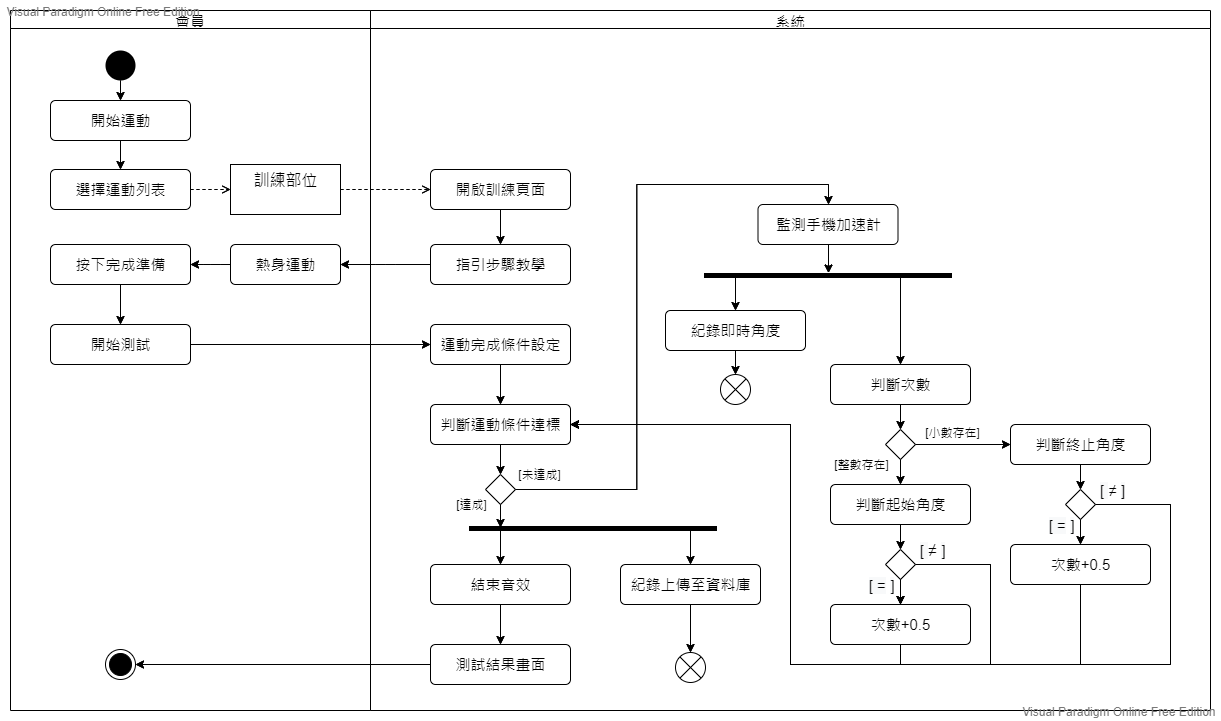 Visual Paradigm Online Free Edition
會員
系統
開始運動
選擇運動列表
訓練部位
開啟訓練頁面
監測手機加速計
按下完成準備
熱身運動
指引步驟教學
紀錄即時角度
開始測試
運動完成條件設定
判斷次數
判斷運動條件達標
[小數存在]
判斷終止角度
[整數存在]
[未達成]
[達成]
判斷起始角度
[ ≠ ]
[ = ]
[ ≠ ]
次數+0.5
[ = ]
結束音效
紀錄上傳至資料庫
次數+0.5
測試結果畫面
Visual Paradigm Online Free Edition